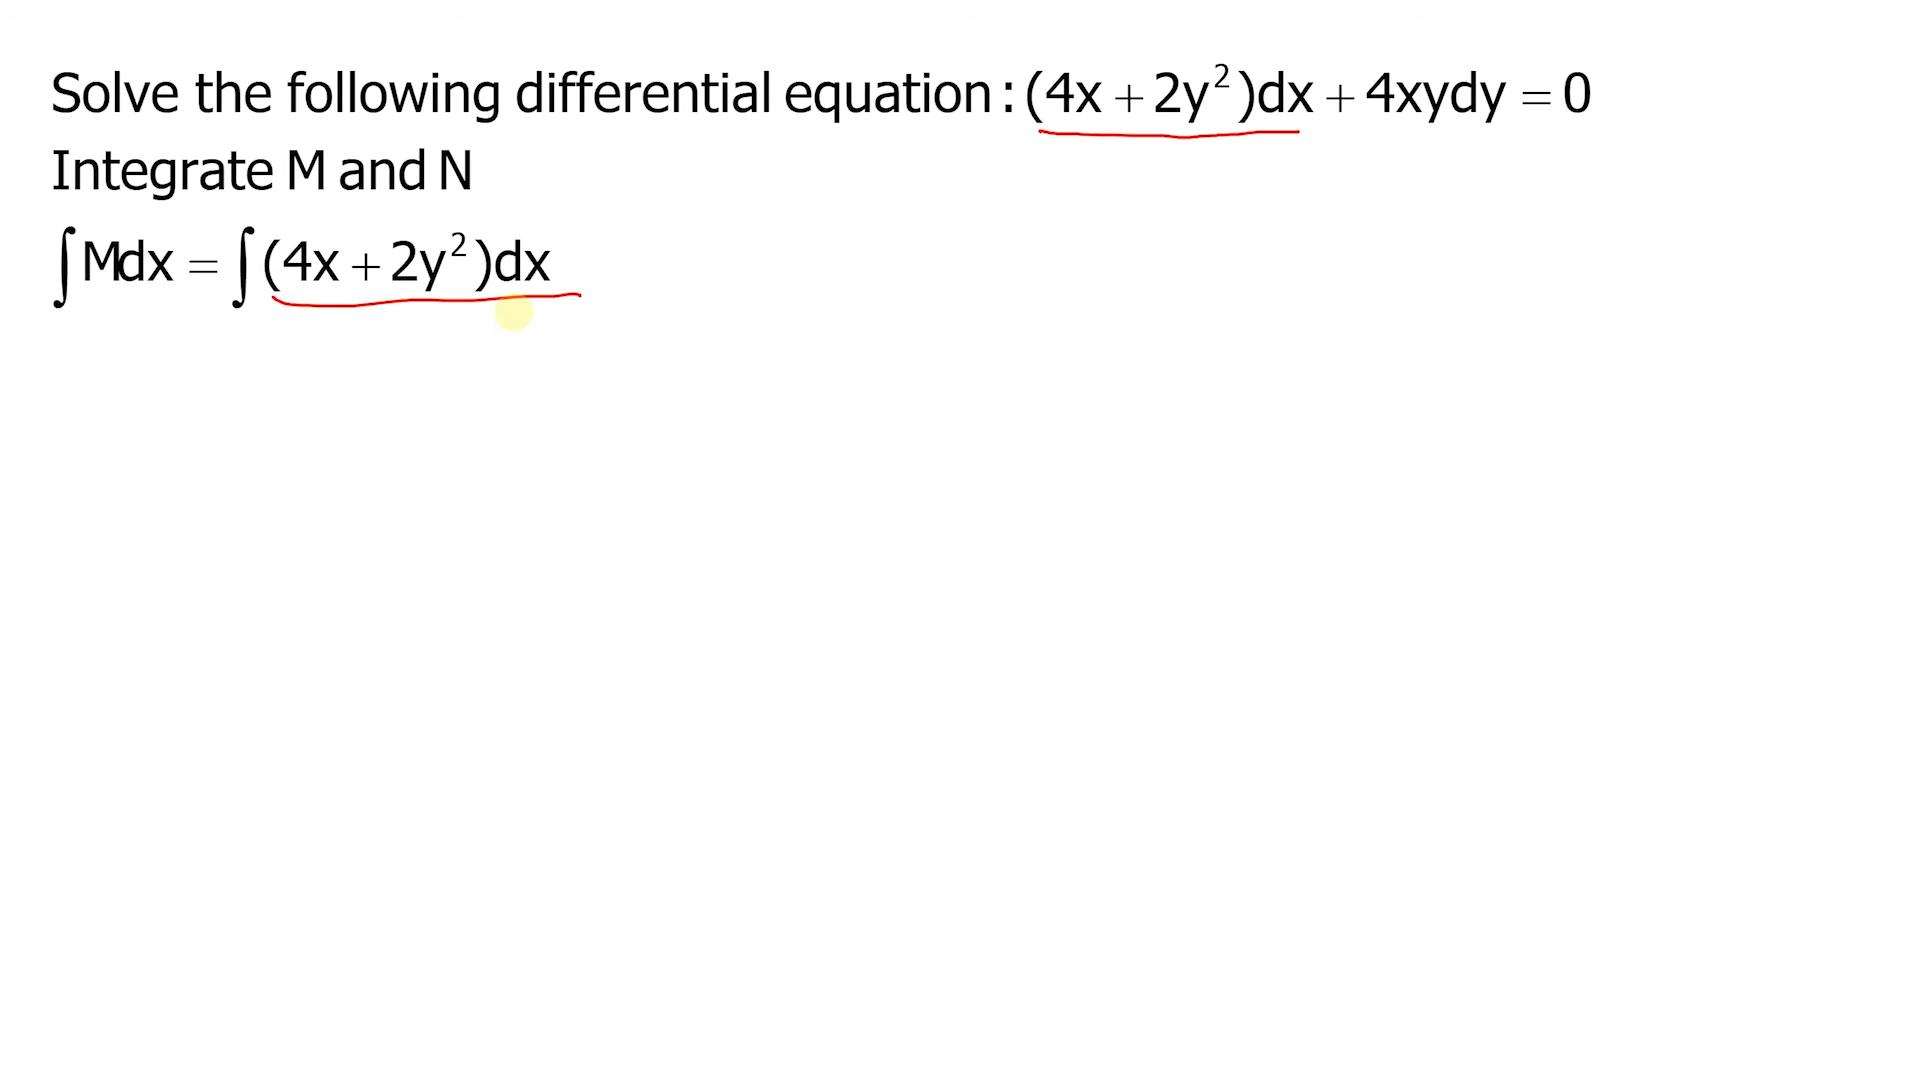 Solve the following differential equation : (4x + 2y²)dx + 4xydy = 0
Integrate M and N
∫Mdx = ∫(4x + 2y²)dx